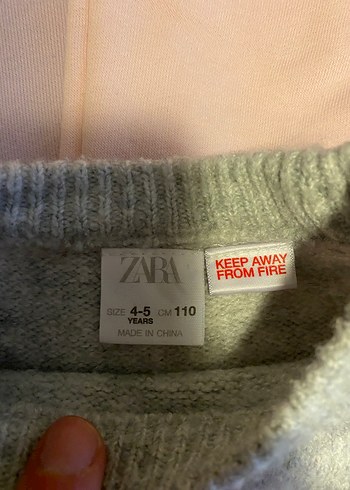 ZARA
SIZE 4-5 CM 110
YEARS
MADE IN CHINA
KEEP AWAY
FROM FIRE